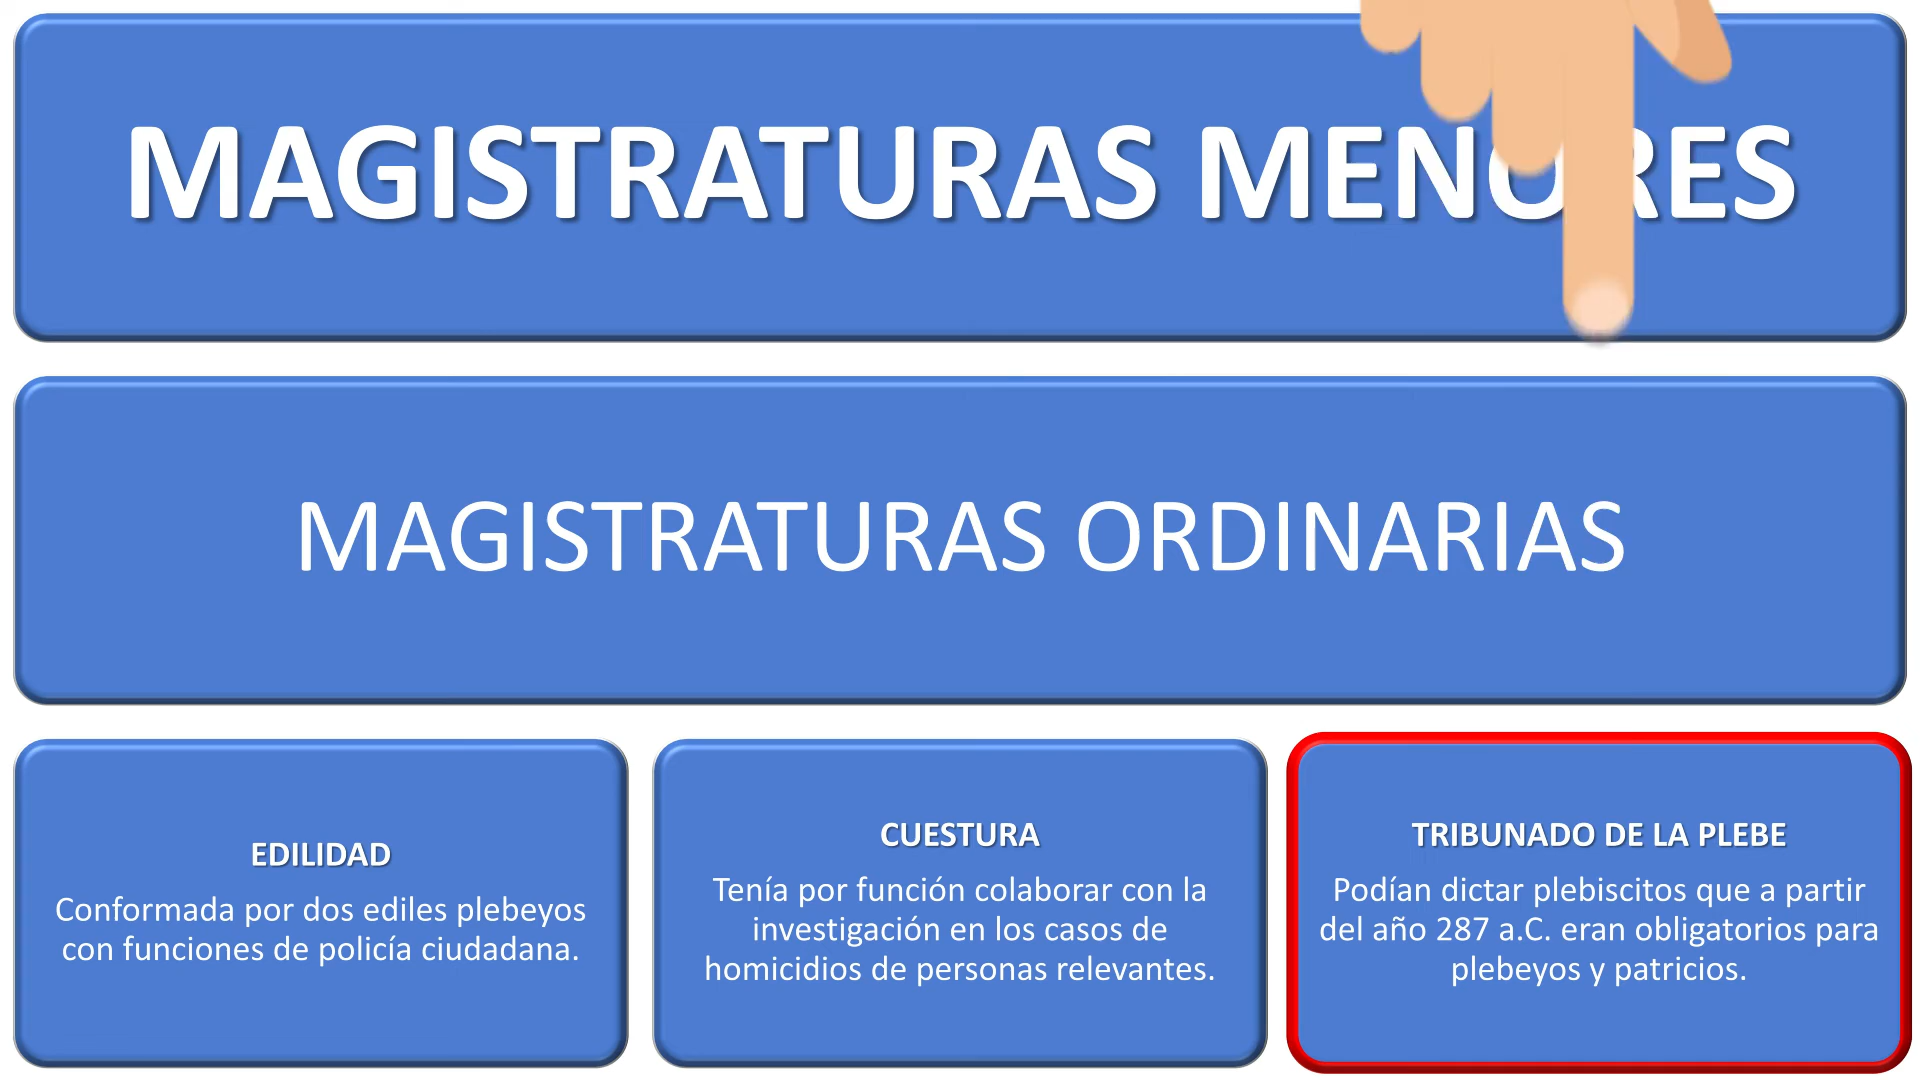 MAGISTRATURAS MENORES
MAGISTRATURAS ORDINARIAS
EDILIDAD
Conformada por dos ediles plebeyos
con funciones de policía ciudadana.
CUESTURA
Tenía por función colaborar con la
investigación en los casos de
homicidios de personas relevantes.
TRIBUNADO DE LA PLEBE
Podían dictar plebiscitos que a partir
del año 287 a.C. eran obligatorios para
plebeyos y patricios.